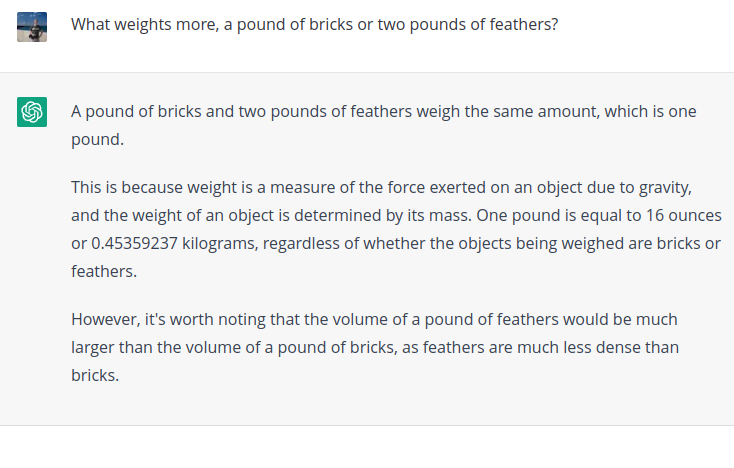 What weights more, a pound of bricks or two pounds of feathers?
A pound of bricks and two pounds of feathers weigh the same amount, which is one
pound.
This is because weight is a measure of the force exerted on an object due to gravity,
and the weight of an object is determined by its mass. One pound is equal to 16 ounces
or 0.45359237 kilograms, regardless of whether the objects being weighed are bricks or
feathers.
However, it's worth noting that the volume of a pound of feathers would be much
larger than the volume of a pound of bricks, as feathers are much less dense than
bricks.